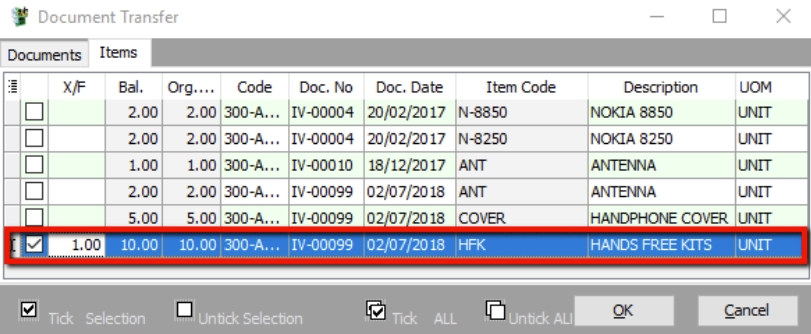 Document Transfer
Documents Items
X/F Bal. Org.... Code Doc. No Doc. Date Item Code Description UOM
2.00 2.00 300-A... IV-00004 20/02/2017 N-8850 NOKIA 8850 UNIT
2.00 2.00 300-A... IV-00004 20/02/2017 N-8250 NOKIA 8250 UNIT
1.00 1.00 300-A... IV-00010 18/12/2017 ANT ANTENNA UNIT
2.00 2.00 300-A... IV-00099 02/07/2018 ANT ANTENNA UNIT
5.00 5.00 300-A... IV-00099 02/07/2018 COVER HANDPHONE COVER UNIT
1.00 10.00 10.00 300-A... IV-00099 02/07/2018 HFK HANDS FREE KITS UNIT
Tick Selection Untick Selection Tick ALL Untick ALL OK Cancel